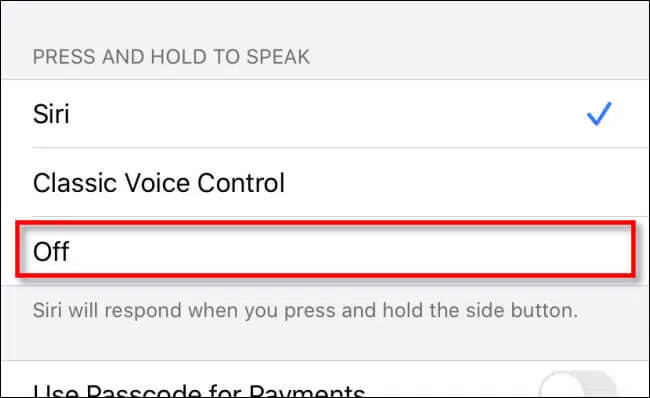 PRESS AND HOLD TO SPEAK
Siri
Classic Voice Control
Off
Siri will respond when you press and hold the side button.
Use Passcode for Payments